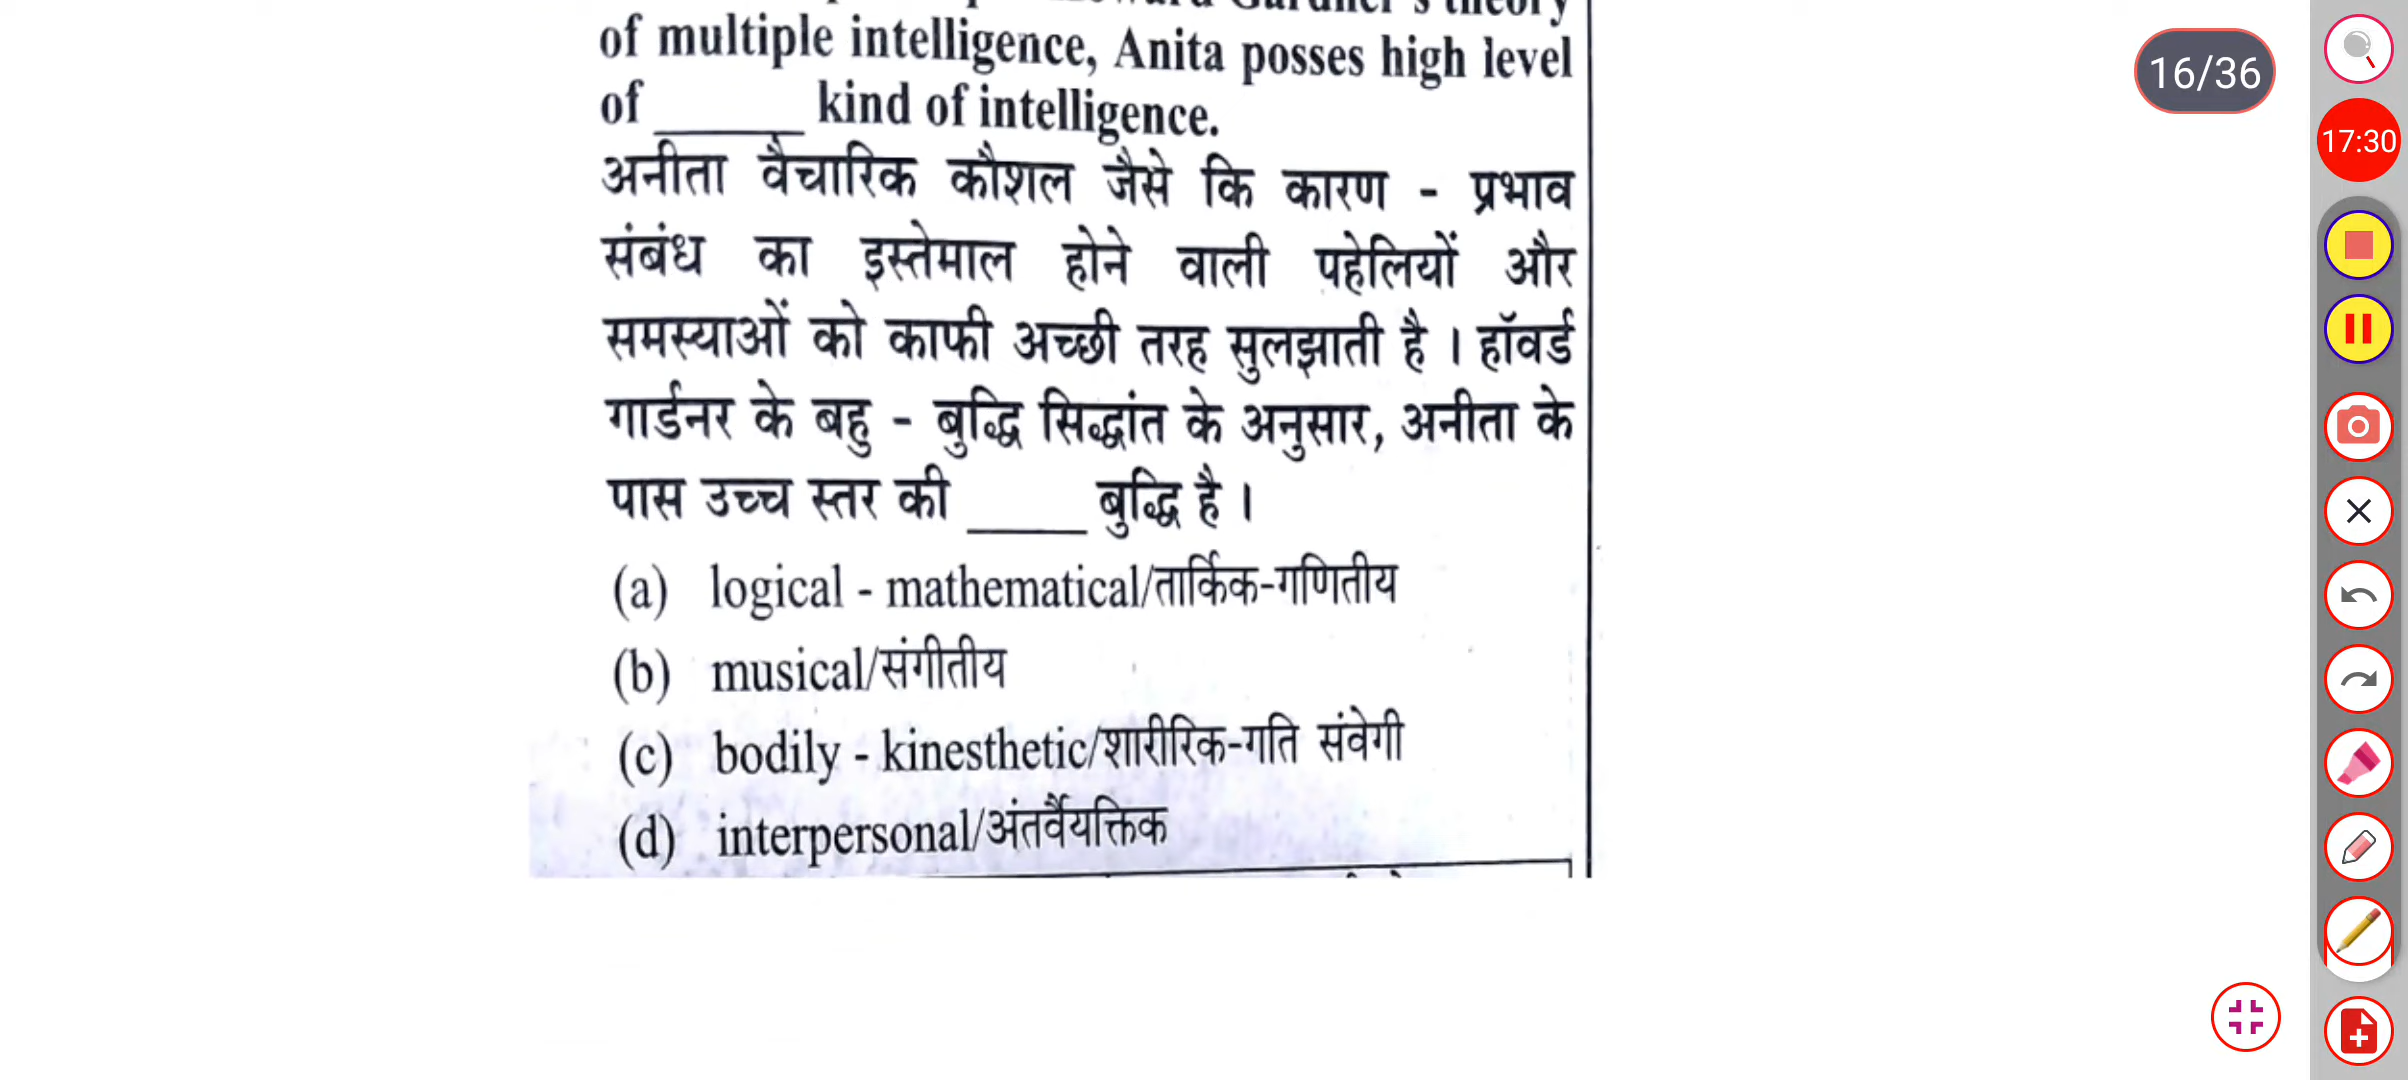 of multiple intelligence, Anita posses high level
of ______ kind of intelligence.
अनीता वैचारिक कौशल जैसे कि कारण - प्रभाव
संबंध का इस्तेमाल होने वाली पहेलियों और
समस्याओं को काफी अच्छी तरह सुलझाती है । हॉवर्ड
गार्डनर के बहु - बुद्धि सिद्धांत के अनुसार, अनीता के
पास उच्च स्तर की _____ बुद्धि है ।
(a) logical - mathematical/तार्किक-गणितीय
(b) musical/संगीतीय
(c) bodily - kinesthetic/शारीरिक-गति संवेगी
(d) interpersonal/अंतर्वैयक्तिक
16/36
17:30